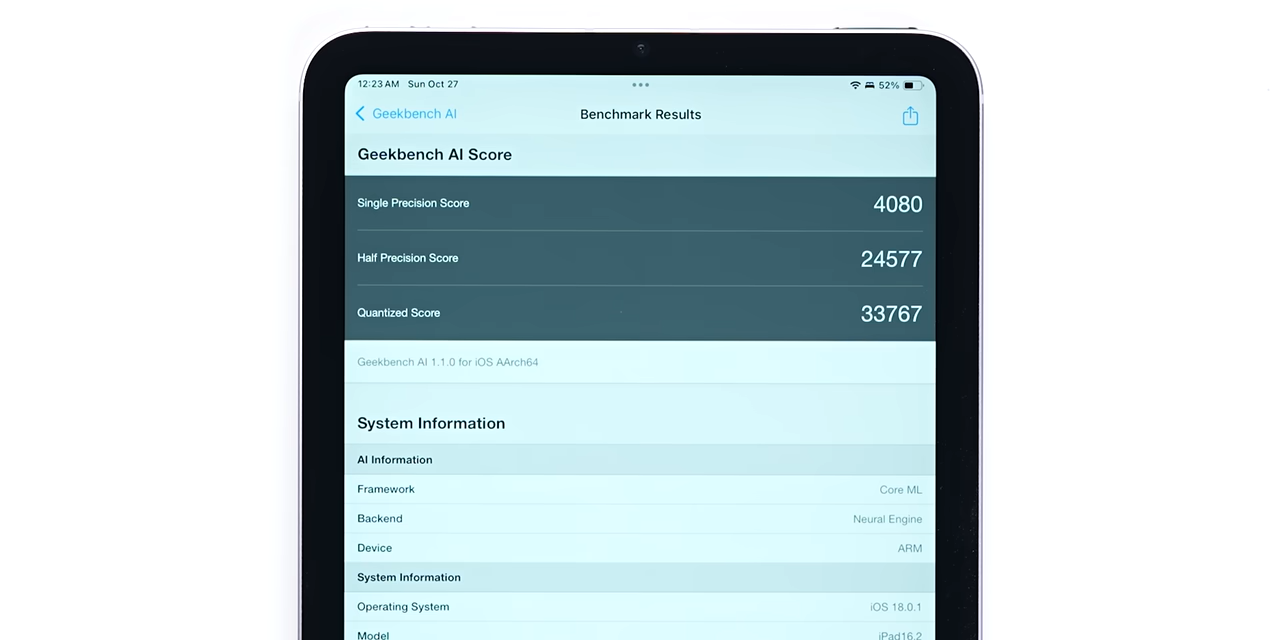 12:23 AM Sun Oct 27 52%
Geekbench AI Benchmark Results
Geekbench AI Score
Single Precision Score 4080
Half Precision Score 24577
Quantized Score 33767
Geekbench AI 1.1.0 for iOS AArch64
System Information
AI Information
Framework Core ML
Backend Neural Engine
Device ARM
System Information
Operating System iOS 18.0.1
Model iPad16,2